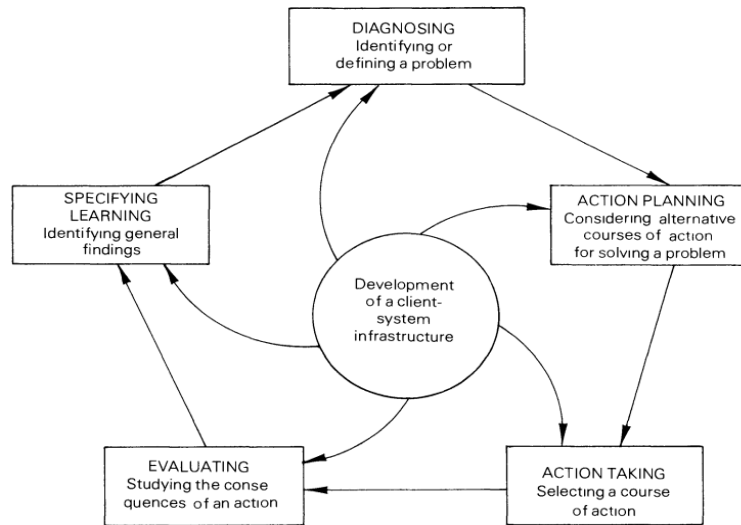 DIAGNOSING
Identifying or
defining a problem
ACTION PLANNING
Considering alternative
courses of action
for solving a problem
ACTION TAKING
Selecting a course
of action
EVALUATING
Studying the conse
quences of an action
SPECIFYING
LEARNING
Identifying general
findings
Development
of a client-
system
infrastructure